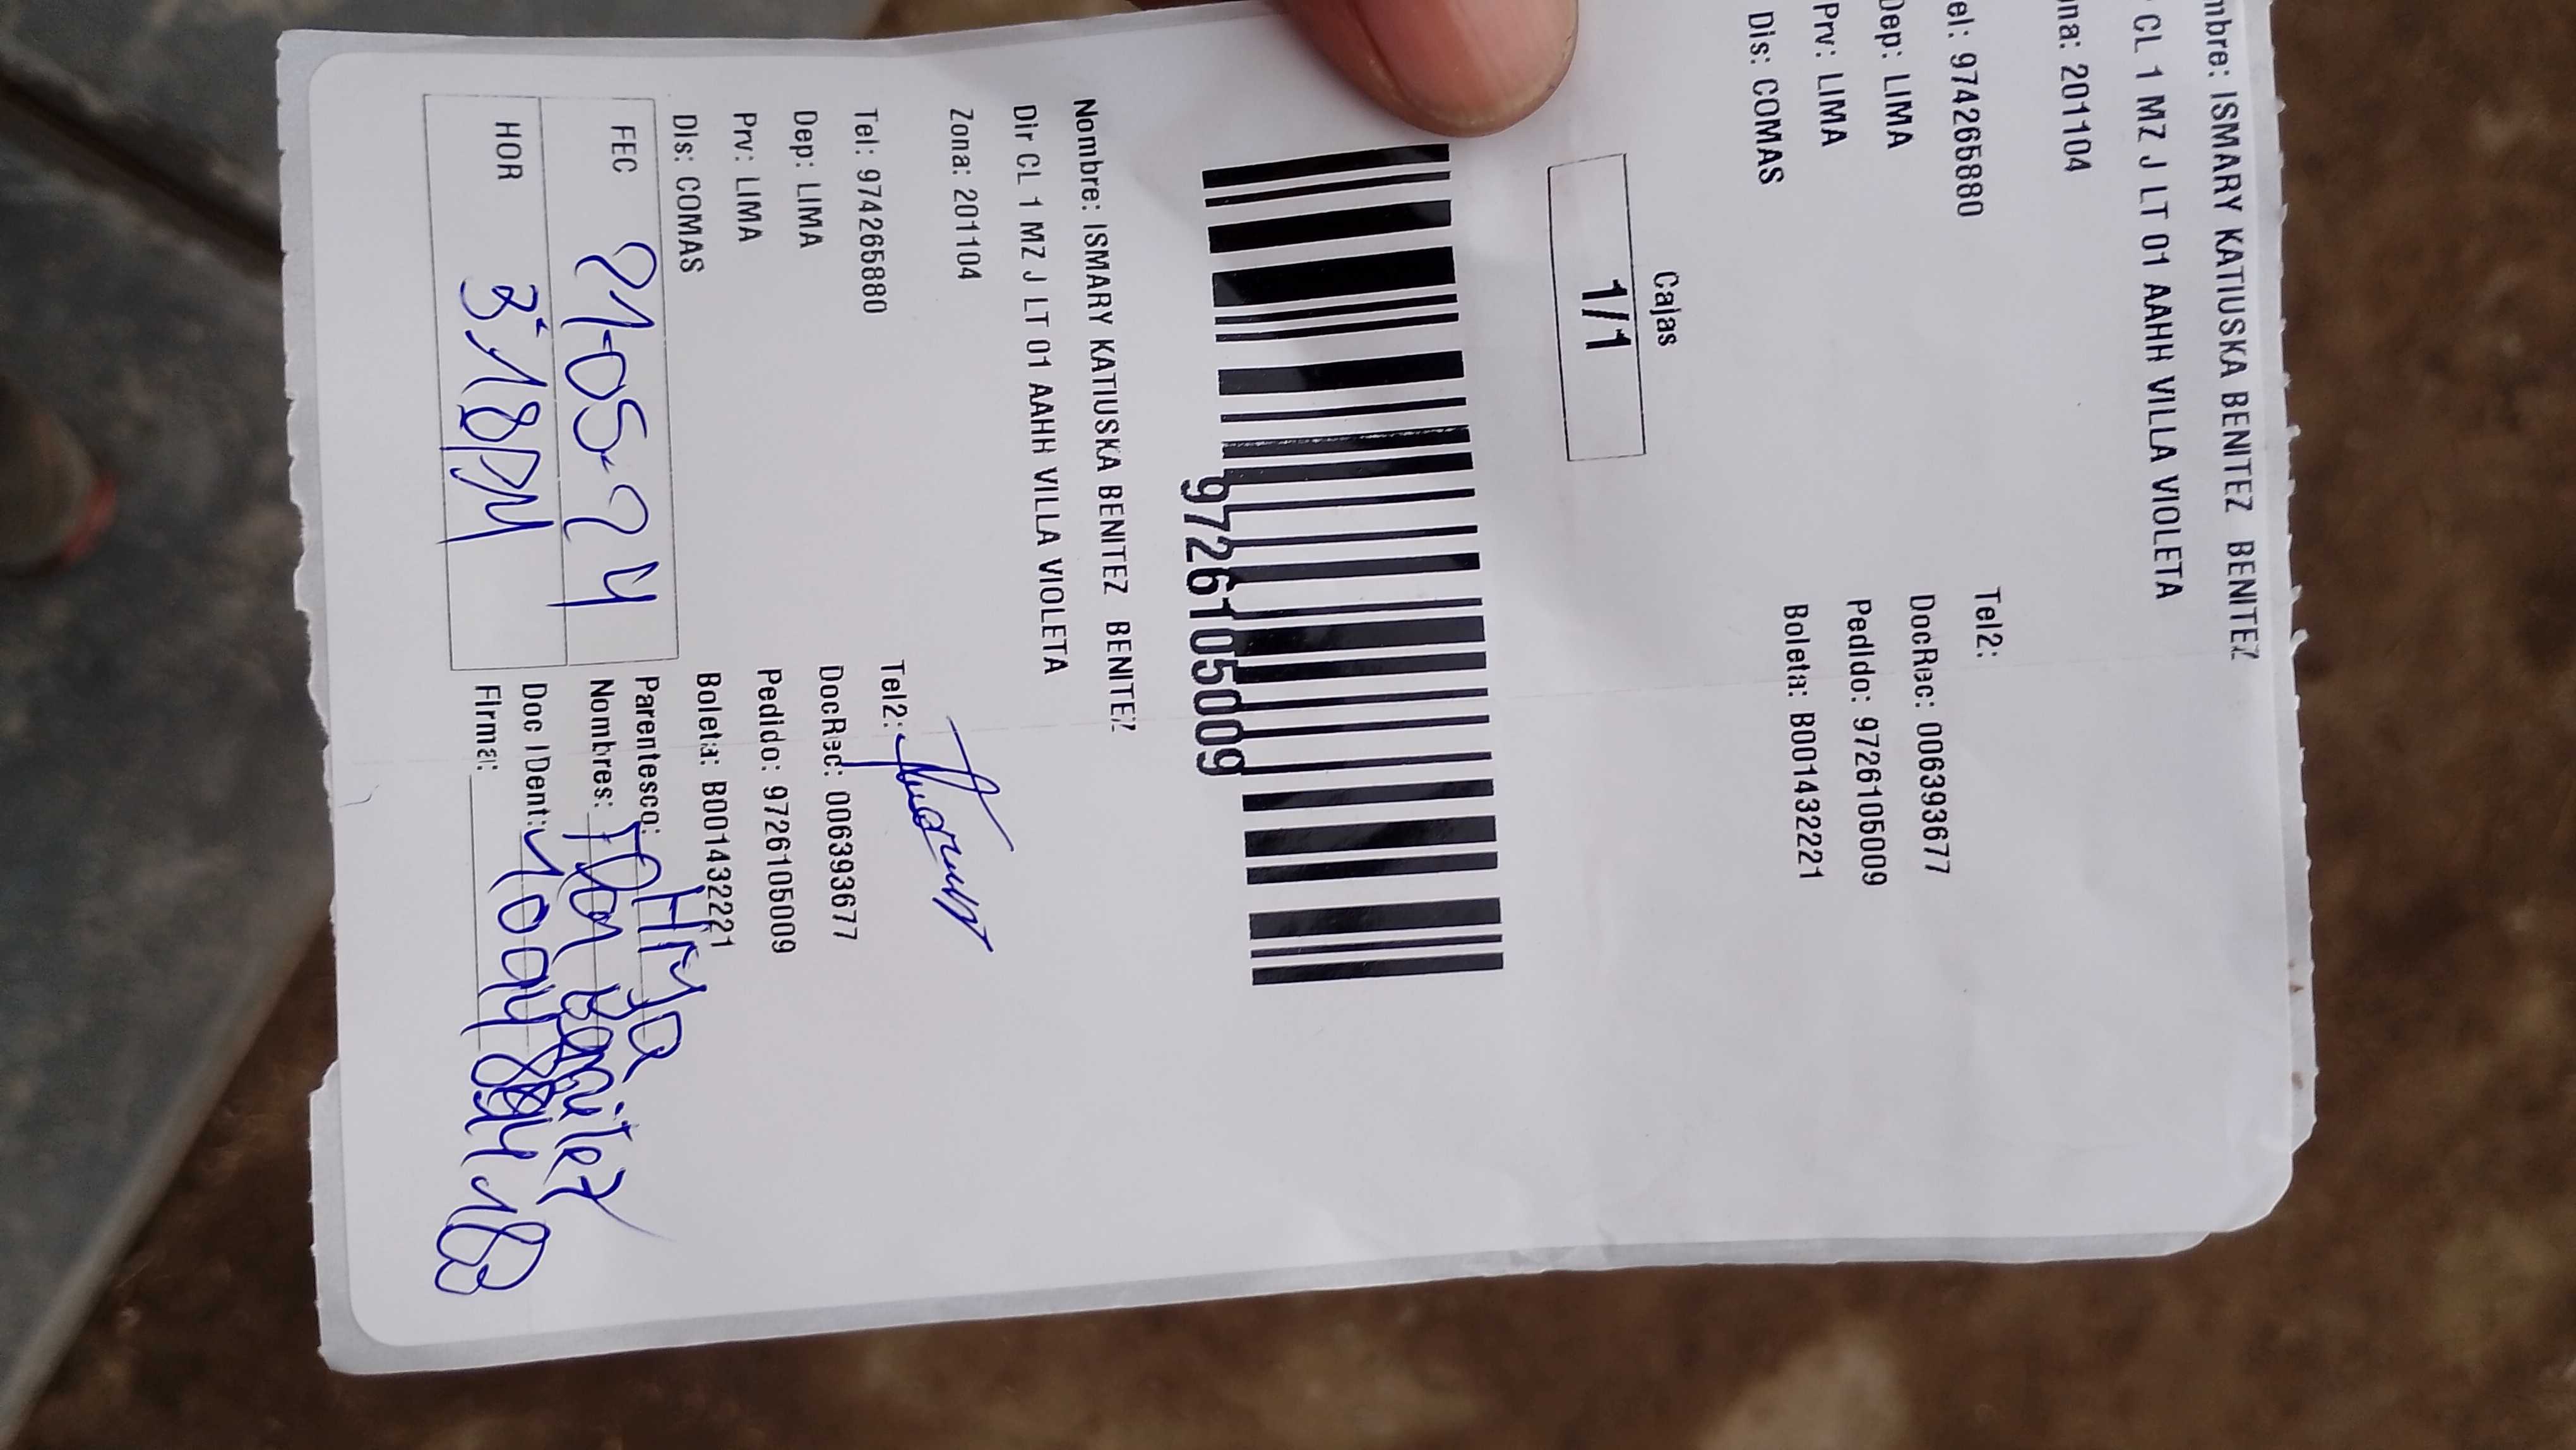 mbre: ISMARY KATIUSKA BENITEZ BENITEZ
CL 1 MZ J LT 01 AAHH VILLA VIOLETA
ona: 201104
el: 974265880 Tel2:
Dep: LIMA DocRec: 006393677
Prv: LIMA Pedido: 9726105009
Dis: COMAS Boleta: B001432221
Cajas
1/1
9726105009
Nombre: ISMARY KATIUSKA BENITEZ BENITEZ
Dir CL 1 MZ J LT 01 AAHH VILLA VIOLETA
Zona: 201104
Tel: 974265880 Tel2:
Dep: LIMA DocRec: 006393677
Prv: LIMA Pedido: 9726105009
Dis: COMAS Boleta: B001432221
FEC 21-05-24 Parentesco:
HOR 3:18PM Nombres: Benitez
Doc IDent:
Firma: